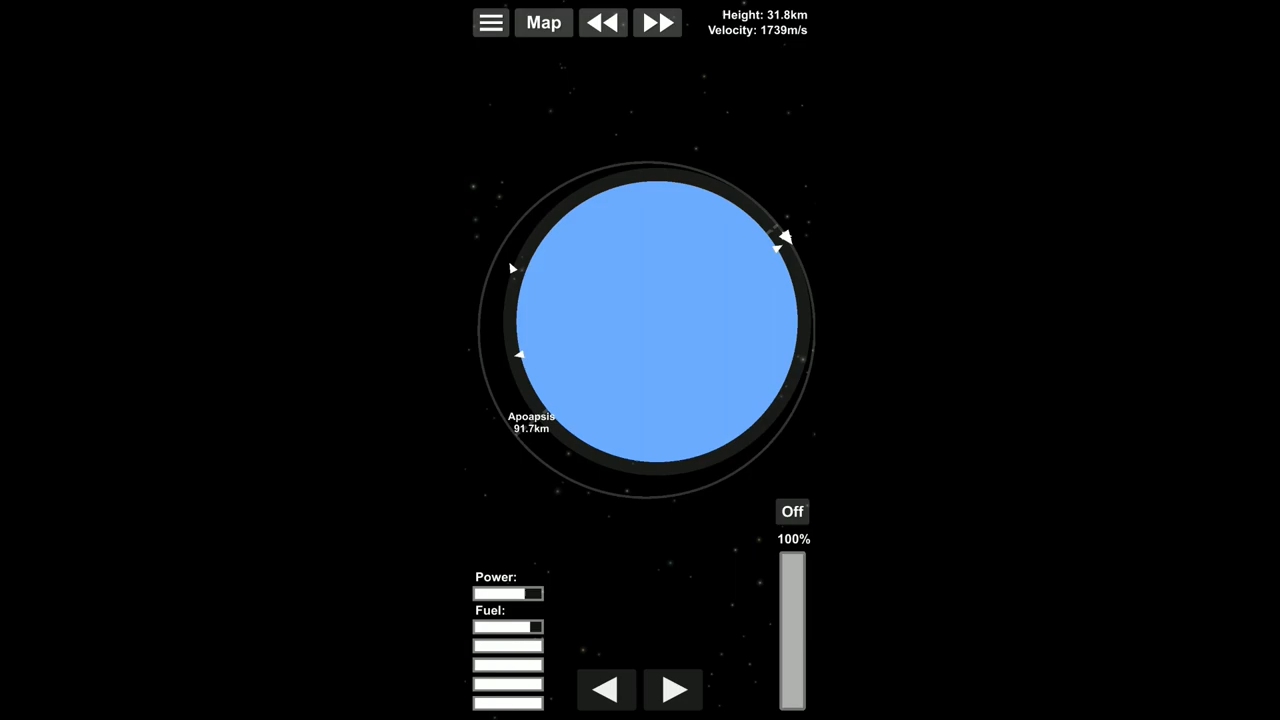 Map
Height: 31.8km
Velocity: 1739m/s
Apoapsis
91.7km
Off
100%
Power:
Fuel: